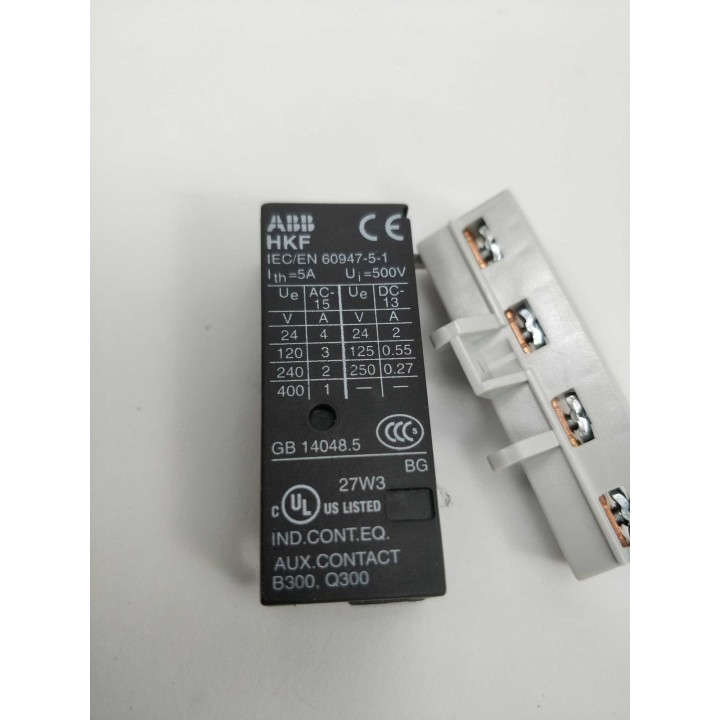 ABB CE
HKF
IEC/EN 60947-5-1
Ith=5A Ui=500V
Ue AC-15 Ue DC-13
V A V A
24 4 24 2
120 3 125 0.55
240 2 250 0.27
400 1 — —
CCC S
GB 14048.5
BG
27W3
C UL US LISTED
IND.CONT.EQ.
AUX.CONTACT
B300, Q300